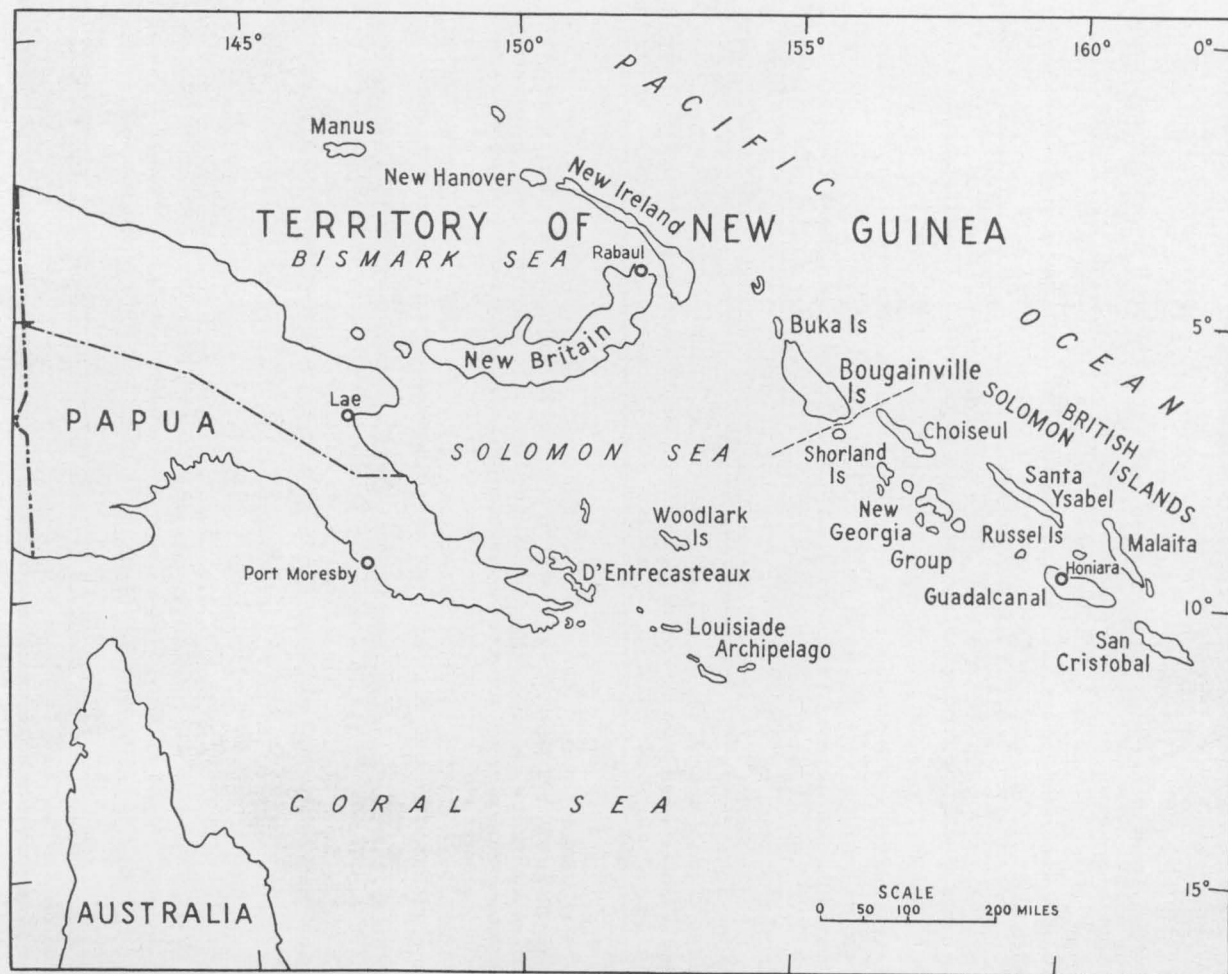 145°
150°
155°
160°
0°
PACIFIC
Manus
New Hanover
New Ireland
TERRITORY OF NEW GUINEA
BISMARK SEA
Rabaul
OCEAN
5°
Buka Is
New Britain
Bougainville
Is
Lae
PAPUA
SOLOMON SEA
BRITISH
SOLOMON
ISLANDS
Choiseul
Shorland
Is
Santa
Ysabel
Woodlark
Is
New
Georgia
Group
Russel Is
Malaita
Port Moresby
D'Entrecasteaux
Honiara
Guadalcanal
10°
Louisiade
Archipelago
San
Cristobal
CORAL SEA
15°
AUSTRALIA
SCALE
0 50 100 200 MILES